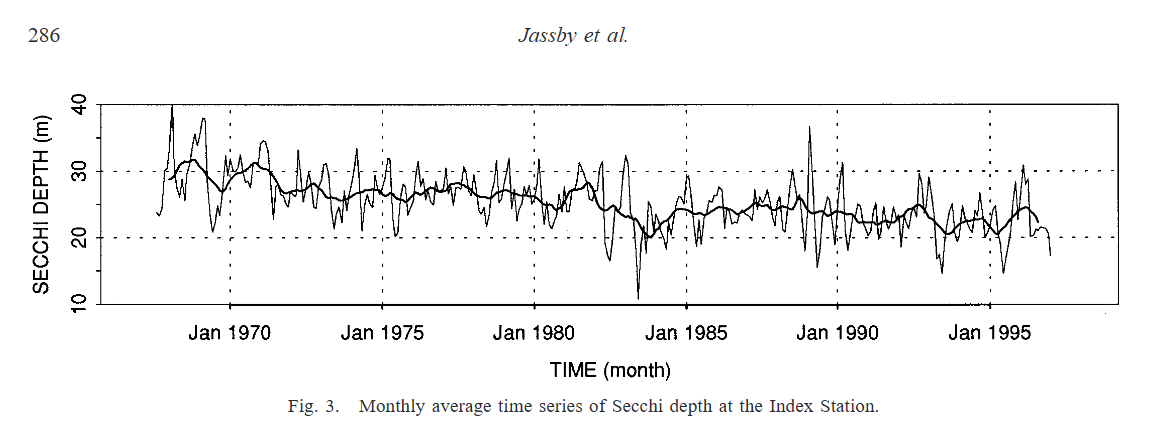 286
Jassby et al.
SECCHI DEPTH (m)
40
30
20
10
Jan 1970 Jan 1975 Jan 1980 Jan 1985 Jan 1990 Jan 1995
TIME (month)
Fig. 3. Monthly average time series of Secchi depth at the Index Station.